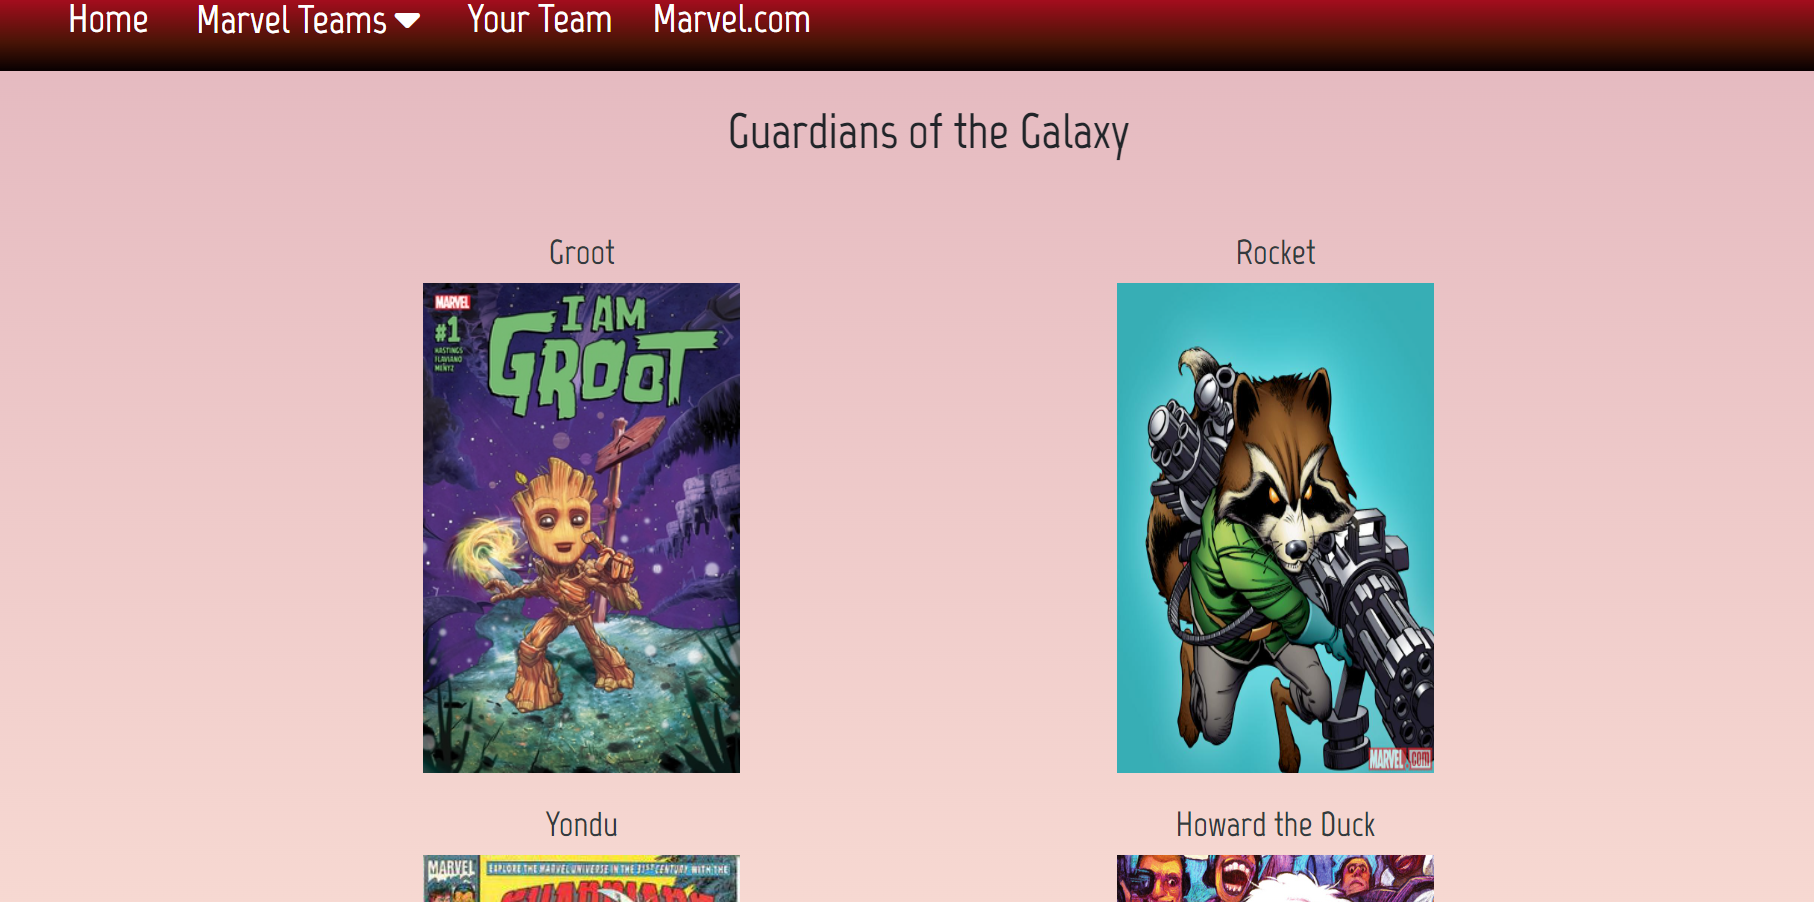 Home Marvel Teams Your Team Marvel.com
Guardians of the Galaxy
Groot
Rocket
MARVEL
#1
HASTINGS
FLAVIANO
MENYZ
I AM
GROOT
MARVEL.COM
Yondu
Howard the Duck
MARVEL
EXPLORE THE MARVEL UNIVERSE IN THE 31ST CENTURY WITH THE